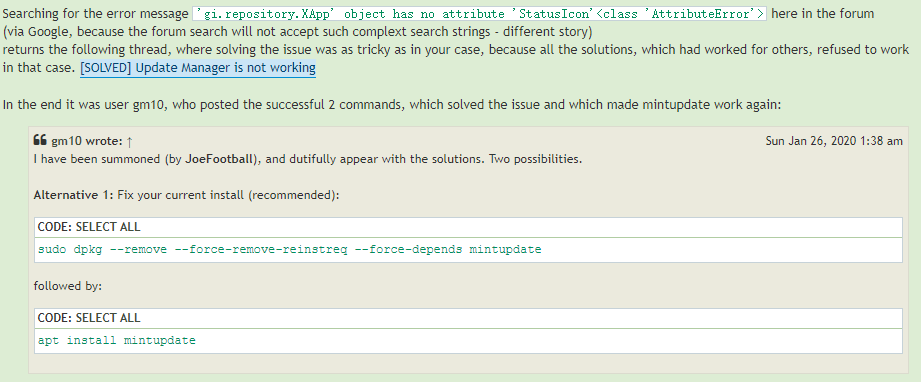 Searching for the error message 'gi.repository.XApp' object has no attribute 'StatusIcon'<class 'AttributeError'> here in the forum
(via Google, because the forum search will not accept such complext search strings - different story)
returns the following thread, where solving the issue was as tricky as in your case, because all the solutions, which had worked for others, refused to work
in that case. [SOLVED] Update Manager is not working
In the end it was user gm10, who posted the successful 2 commands, which solved the issue and which made mintupdate work again:
gm10 wrote: ↑ Sun Jan 26, 2020 1:38 am
I have been summoned (by JoeFootball), and dutifully appear with the solutions. Two possibilities.
Alternative 1: Fix your current install (recommended):
CODE: SELECT ALL
sudo dpkg --remove --force-remove-reinstreq --force-depends mintupdate
followed by:
CODE: SELECT ALL
apt install mintupdate